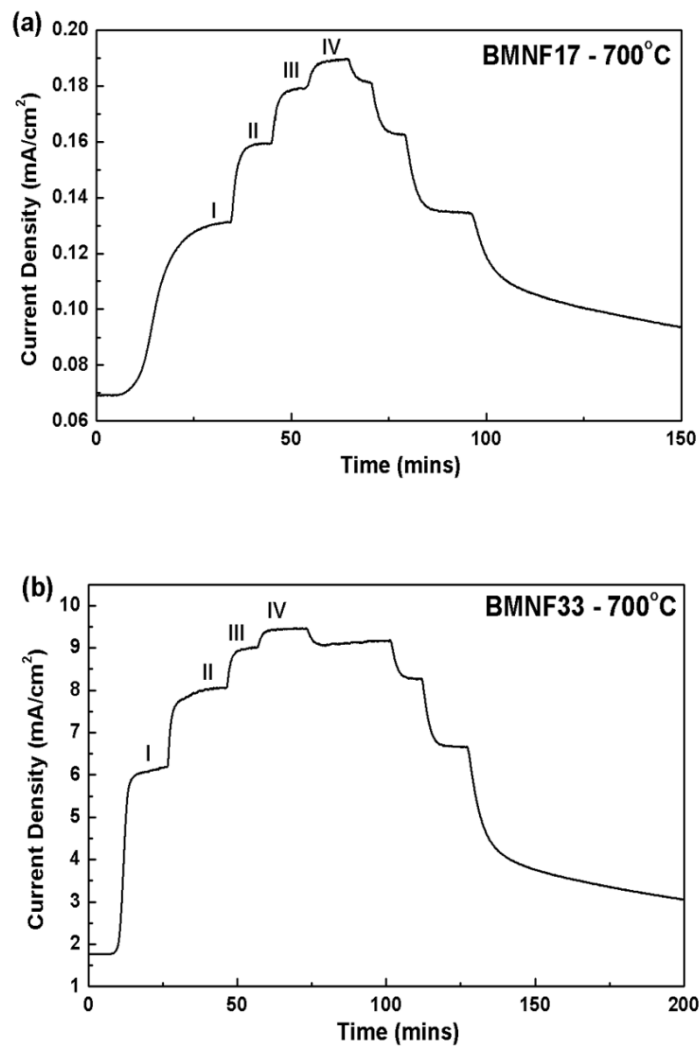 (a)
BMNF17 - 700°C
Current Density (mA/cm²)
0.20
0.18
0.16
0.14
0.12
0.10
0.08
0.06
I
II
III
IV
0
50
100
150
Time (mins)
(b)
BMNF33 - 700°C
Current Density (mA/cm²)
10
9
8
7
6
5
4
3
2
1
I
II
III
IV
0
50
100
150
200
Time (mins)